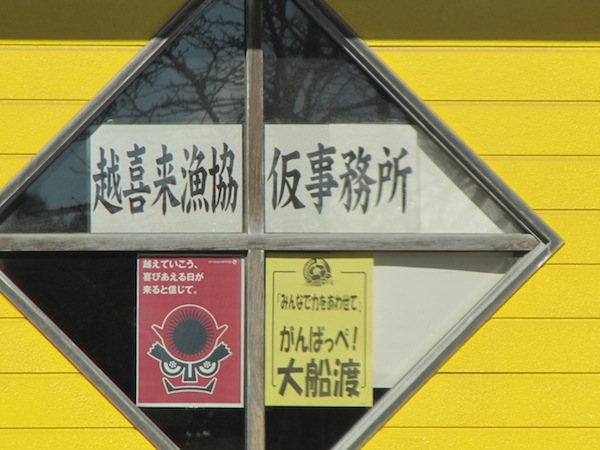 越喜来漁協 仮事務所
越えていこう、
喜びあえる日が
来ると信じて。
「みんなで力をあわせて」
がんばっぺ！
大船渡